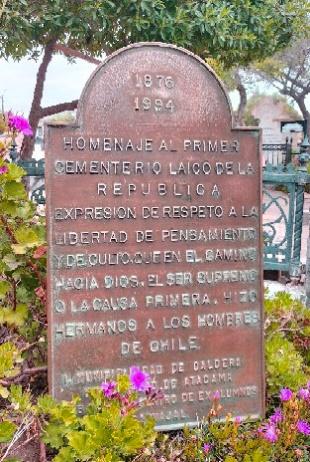 1876
1994
HOMENAJE AL PRIMER
CEMENTERIO LAICO DE LA
REPUBLICA
EXPRESION DE RESPETO A LA
LIBERTAD DE PENSAMIENTO
Y DE CULTO, QUE EN EL CAMINO
HACIA DIOS, EL SER SUPREMO
O LA CAUSA PRIMERA, HIZO
HERMANOS A LOS HOMBRES
DE CHILE.
I. MUNICIPALIDAD DE CALDERA
DE ATACAMA
DE EXALUMNOS